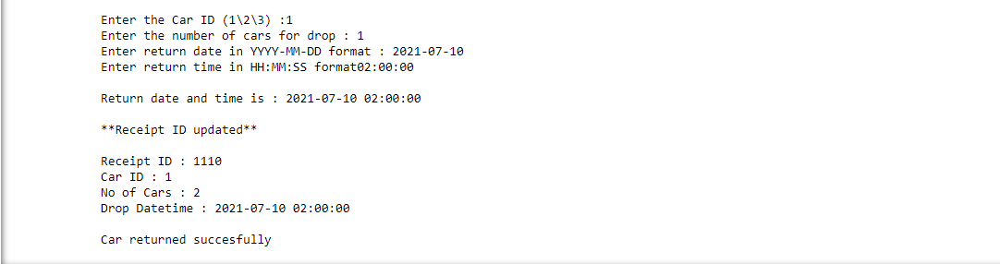 Enter the Car ID (1\2\3) :1
Enter the number of cars for drop : 1
Enter return date in YYYY-MM-DD format : 2021-07-10
Enter return time in HH:MM:SS format02:00:00
Return date and time is : 2021-07-10 02:00:00
**Receipt ID updated**
Receipt ID : 1110
Car ID : 1
No of Cars : 2
Drop Datetime : 2021-07-10 02:00:00
Car returned succesfully